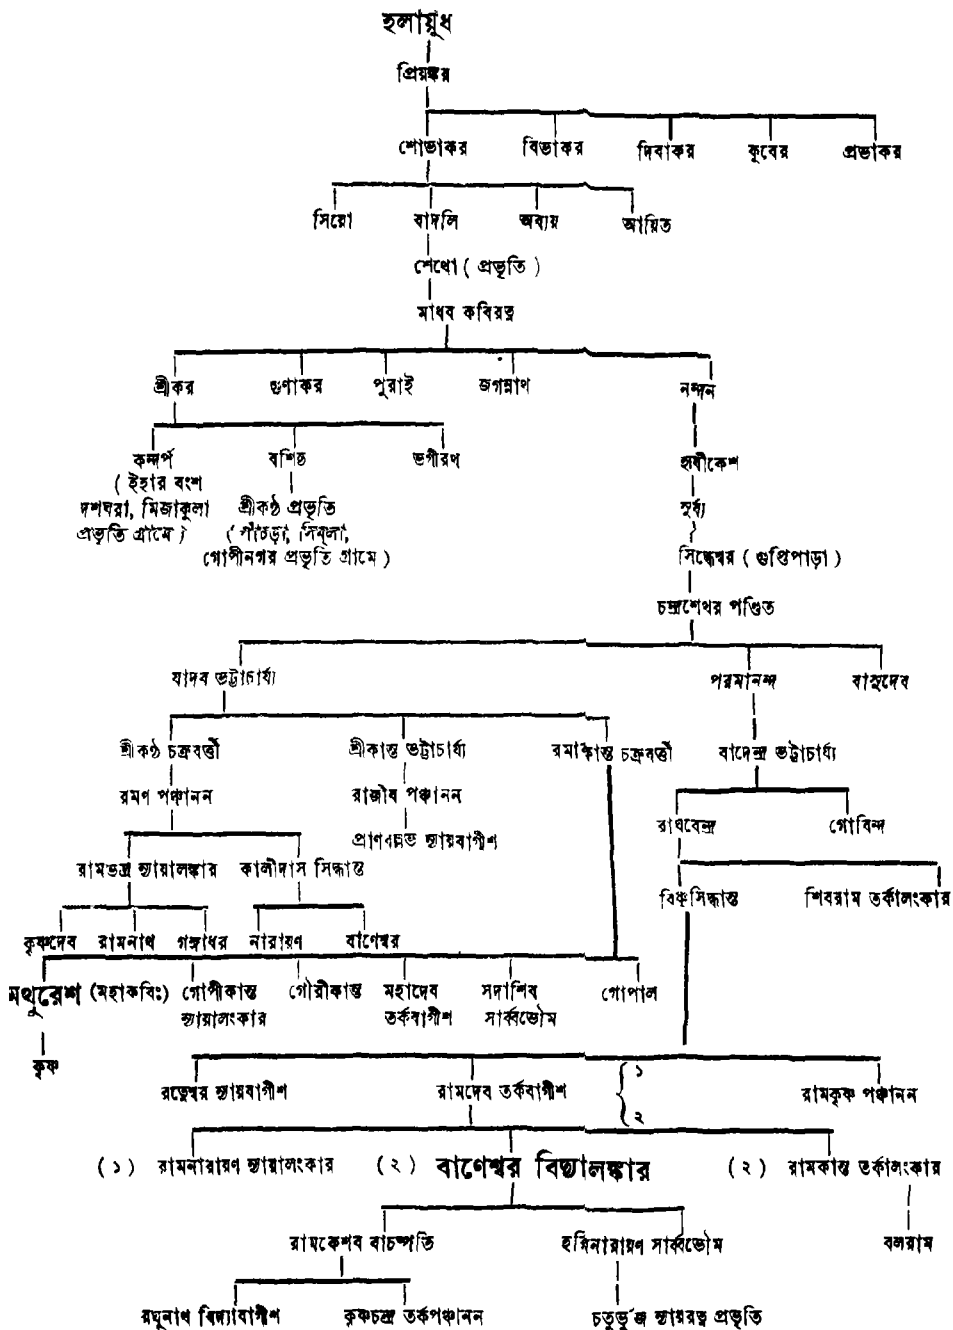 হলায়ুধ
প্রিয়ঙ্কর
শোভাকর বিভাকর দিবাকর কুবের প্রভাকর
সিয়ো বাদলি অব্যয় আয়িত
শেথো ( প্রভৃতি )
মাধব কবিরত্ন
শ্রীকর গুণাকর পুরাই জগন্নাথ নন্দন
কন্দর্প বশিষ্ঠ ভগীরথ হৃষীকেশ
( ইহার বংশ
দশঘরা, মিজাকুলা শ্রীকণ্ঠ প্রভৃতি সূর্য্য
প্রভৃতি গ্রামে ) ( পাঁচড়া, সিমলা,
গোপীনগর প্রভৃতি গ্রামে ) সিদ্ধেশ্বর ( গুপ্তিপাড়া )
চন্দ্রশেখর পণ্ডিত
যাদব ভট্টাচার্য্য পরমানন্দ বাসুদেব
শ্রীকণ্ঠ চক্রবর্ত্তী শ্রীকান্ত ভট্টাচার্য্য রমাকান্ত চক্রবর্ত্তী বাদেন্দ্র ভট্টাচার্য্য
রমণ পঞ্চানন রাজীব পঞ্চানন
রাঘবেন্দ্র গোবিন্দ
প্রাণবল্লভ ন্যায়বাগীশ
রামভদ্র ন্যায়ালঙ্কার কালীদাস সিদ্ধান্ত
বিষ্ণুসিদ্ধান্ত শিবরাম তর্কালংকার
কৃষ্ণদেব রামনাথ গঙ্গাধর নারায়ণ বাণেশ্বর
মথুরেশ (মহাকবিঃ) গোপীকান্ত গৌরীকান্ত মহাদেব সদাশিব গোপাল
ন্যায়ালংকার তর্কবাগীশ সার্ব্বভৌম
কৃষ্ণ
রত্নেশ্বর ন্যায়বাগীশ রামদেব তর্কবাগীশ { ১ ২ রামকৃষ্ণ পঞ্চানন
( ১ ) রামনারায়ণ ন্যায়ালংকার ( ২ ) বাণেশ্বর বিদ্যালঙ্কার ( ২ ) রামকান্ত তর্কালংকার
রামকেশব বাচস্পতি হরিনারায়ণ সার্ব্বভৌম বলরাম
রঘুনাথ বিদ্যাবাগীশ কৃষ্ণচন্দ্র তর্কপঞ্চানন চতুর্ভুজ ন্যায়রত্ন প্রভৃতি